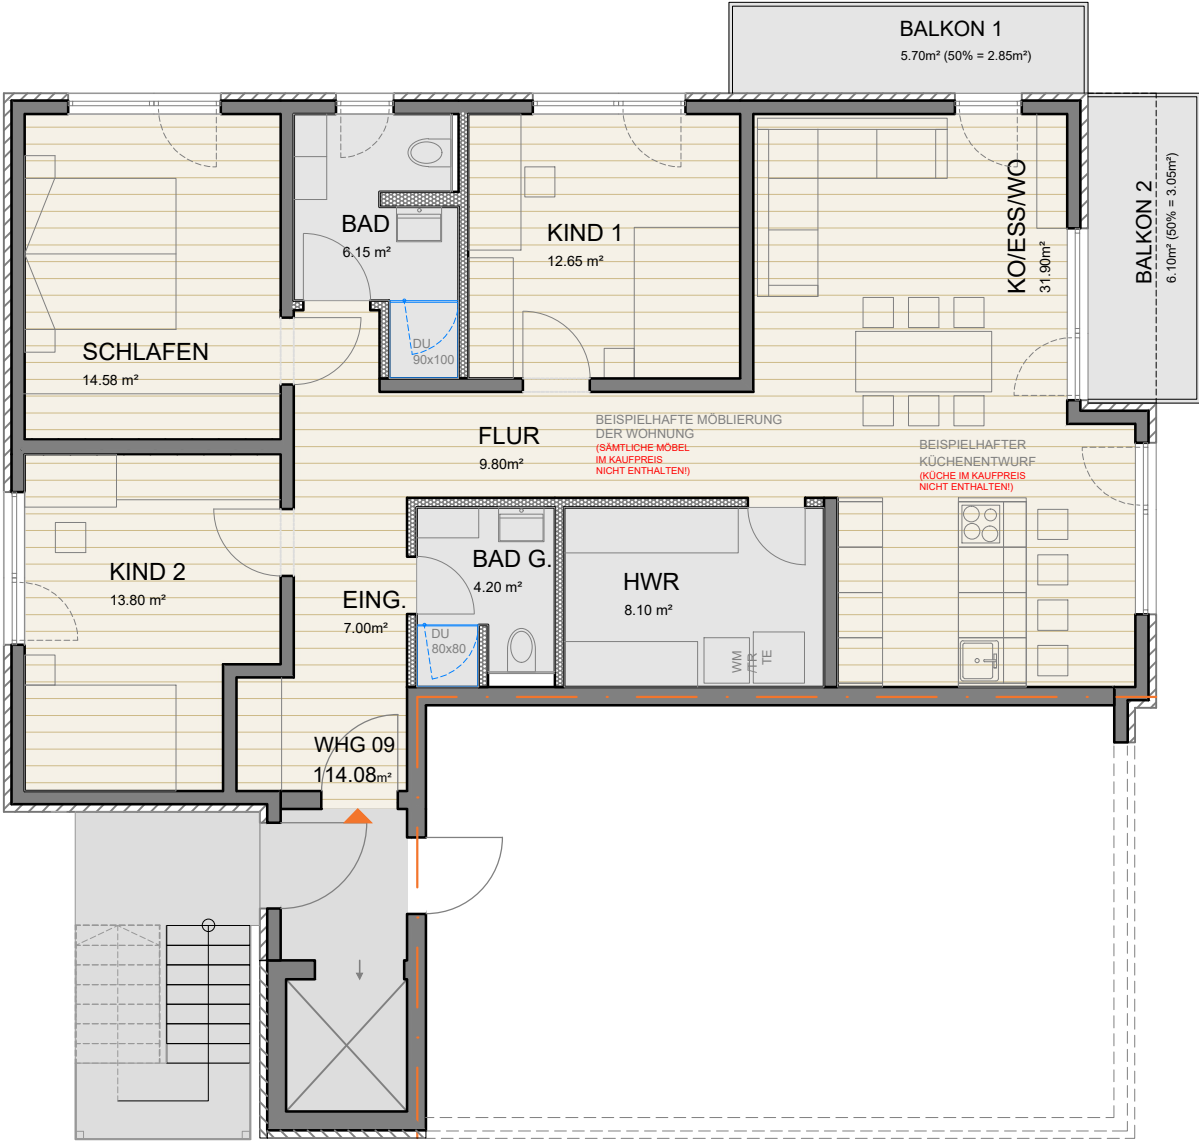 BALKON 1
5.70m² (50% = 2.85m²)
BALKON 2
6.10m² (50% = 3.05m²)
KO/ESS/WO
31.90m²
BAD
6.15 m²
KIND 1
12.65 m²
SCHLAFEN
14.58 m²
DU
90x100
FLUR
9.80m²
BEISPIELHAFTE MÖBLIERUNG
DER WOHNUNG
(SÄMTLICHE MÖBEL
IM KAUFPREIS
NICHT ENTHALTEN!)
BEISPIELHAFTER
KÜCHENENTWURF
(KÜCHE IM KAUFPREIS
NICHT ENTHALTEN!)
KIND 2
13.80 m²
EING.
7.00m²
BAD G.
4.20 m²
DU
80x80
HWR
8.10 m²
WM
/TR
TE
WHG 09
114.08m²